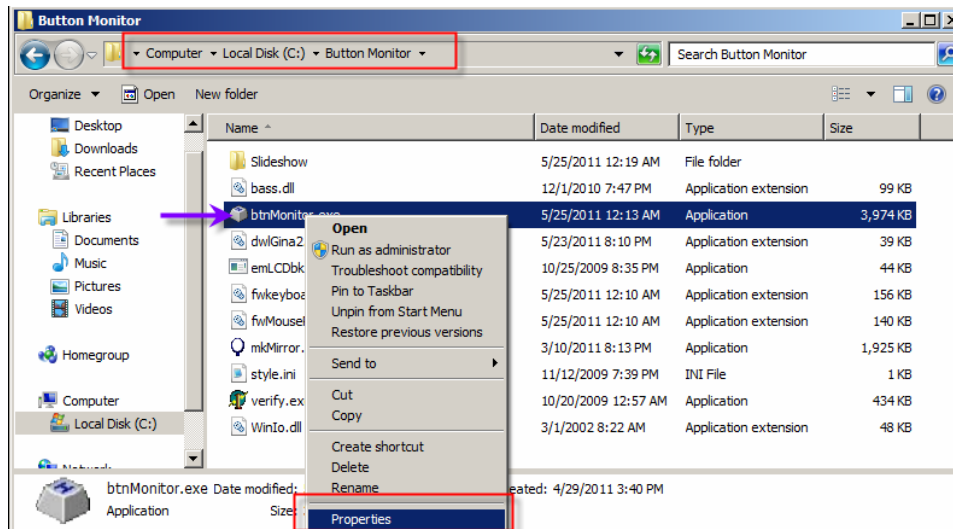 Button Monitor
Computer Local Disk (C:) Button Monitor Search Button Monitor
Organize Open New folder
Desktop
Downloads
Recent Places
Libraries
Documents
Music
Pictures
Videos
Homegroup
Computer
Local Disk (C:)
Name Date modified Type Size
Slideshow 5/25/2011 12:19 AM File folder
bass.dll 12/1/2010 7:47 PM Application extension 99 KB
btnMonitor.exe 5/25/2011 12:13 AM Application 3,974 KB
dwlGina2 5/23/2011 8:10 PM Application extension 39 KB
emLCDbk 10/25/2009 8:35 PM Application 44 KB
fwkeyboa 5/25/2011 12:10 AM Application extension 156 KB
fwMouse 5/25/2011 12:10 AM Application extension 140 KB
mkMirror. 3/10/2011 8:13 PM Application 1,925 KB
style.ini 11/12/2009 7:39 PM INI File 1 KB
verify.ex 10/20/2009 12:57 AM Application 434 KB
WinIo.dll 3/1/2002 8:22 AM Application extension 48 KB
Open
Run as administrator
Troubleshoot compatibility
Pin to Taskbar
Unpin from Start Menu
Restore previous versions
Send to
Cut
Copy
Create shortcut
Delete
Rename
Properties
btnMonitor.exe Date modified: eated: 4/29/2011 3:40 PM
Application Size: